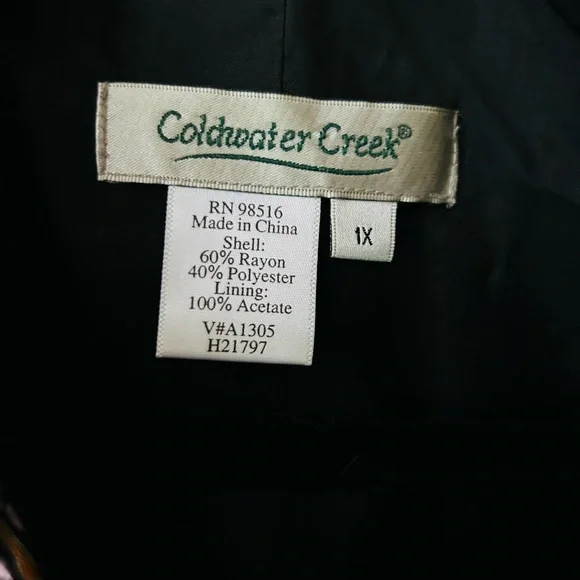 Coldwater Creek®
RN 98516
Made in China
Shell:
60% Rayon
40% Polyester
Lining:
100% Acetate
V#A1305
H21797
1X